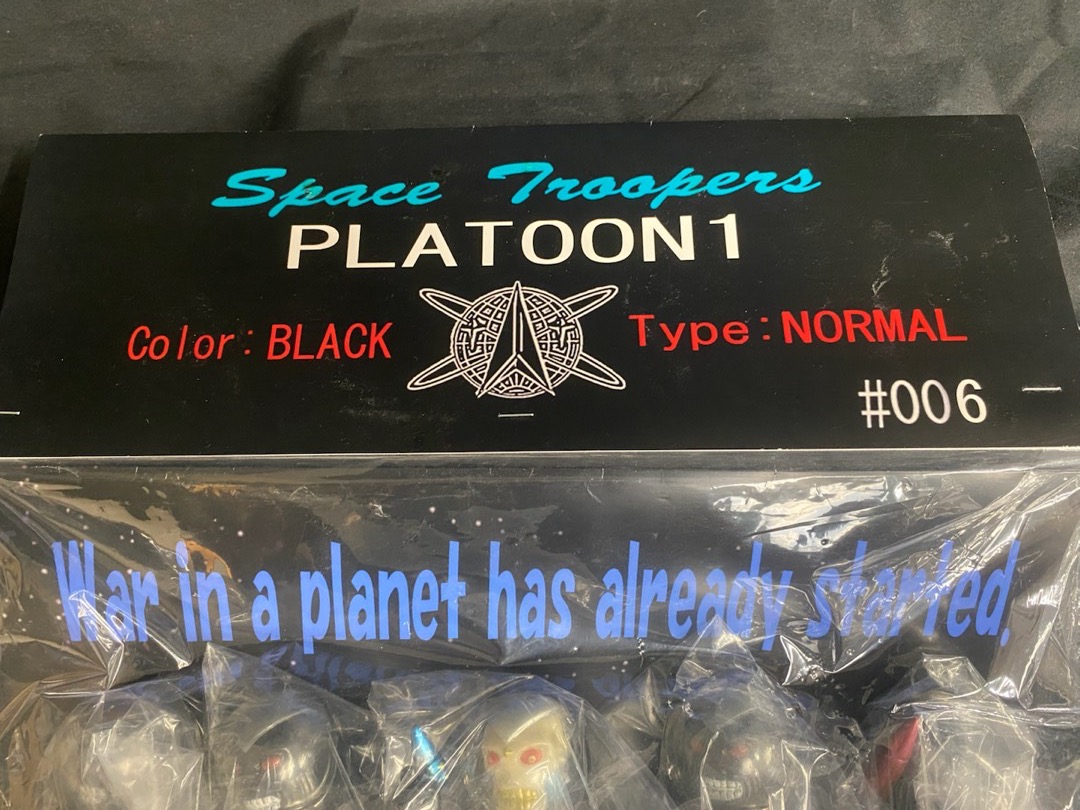 Space Troopers
PLATOON1
Color: BLACK
Type: NORMAL
#006
War in a planet has already started.